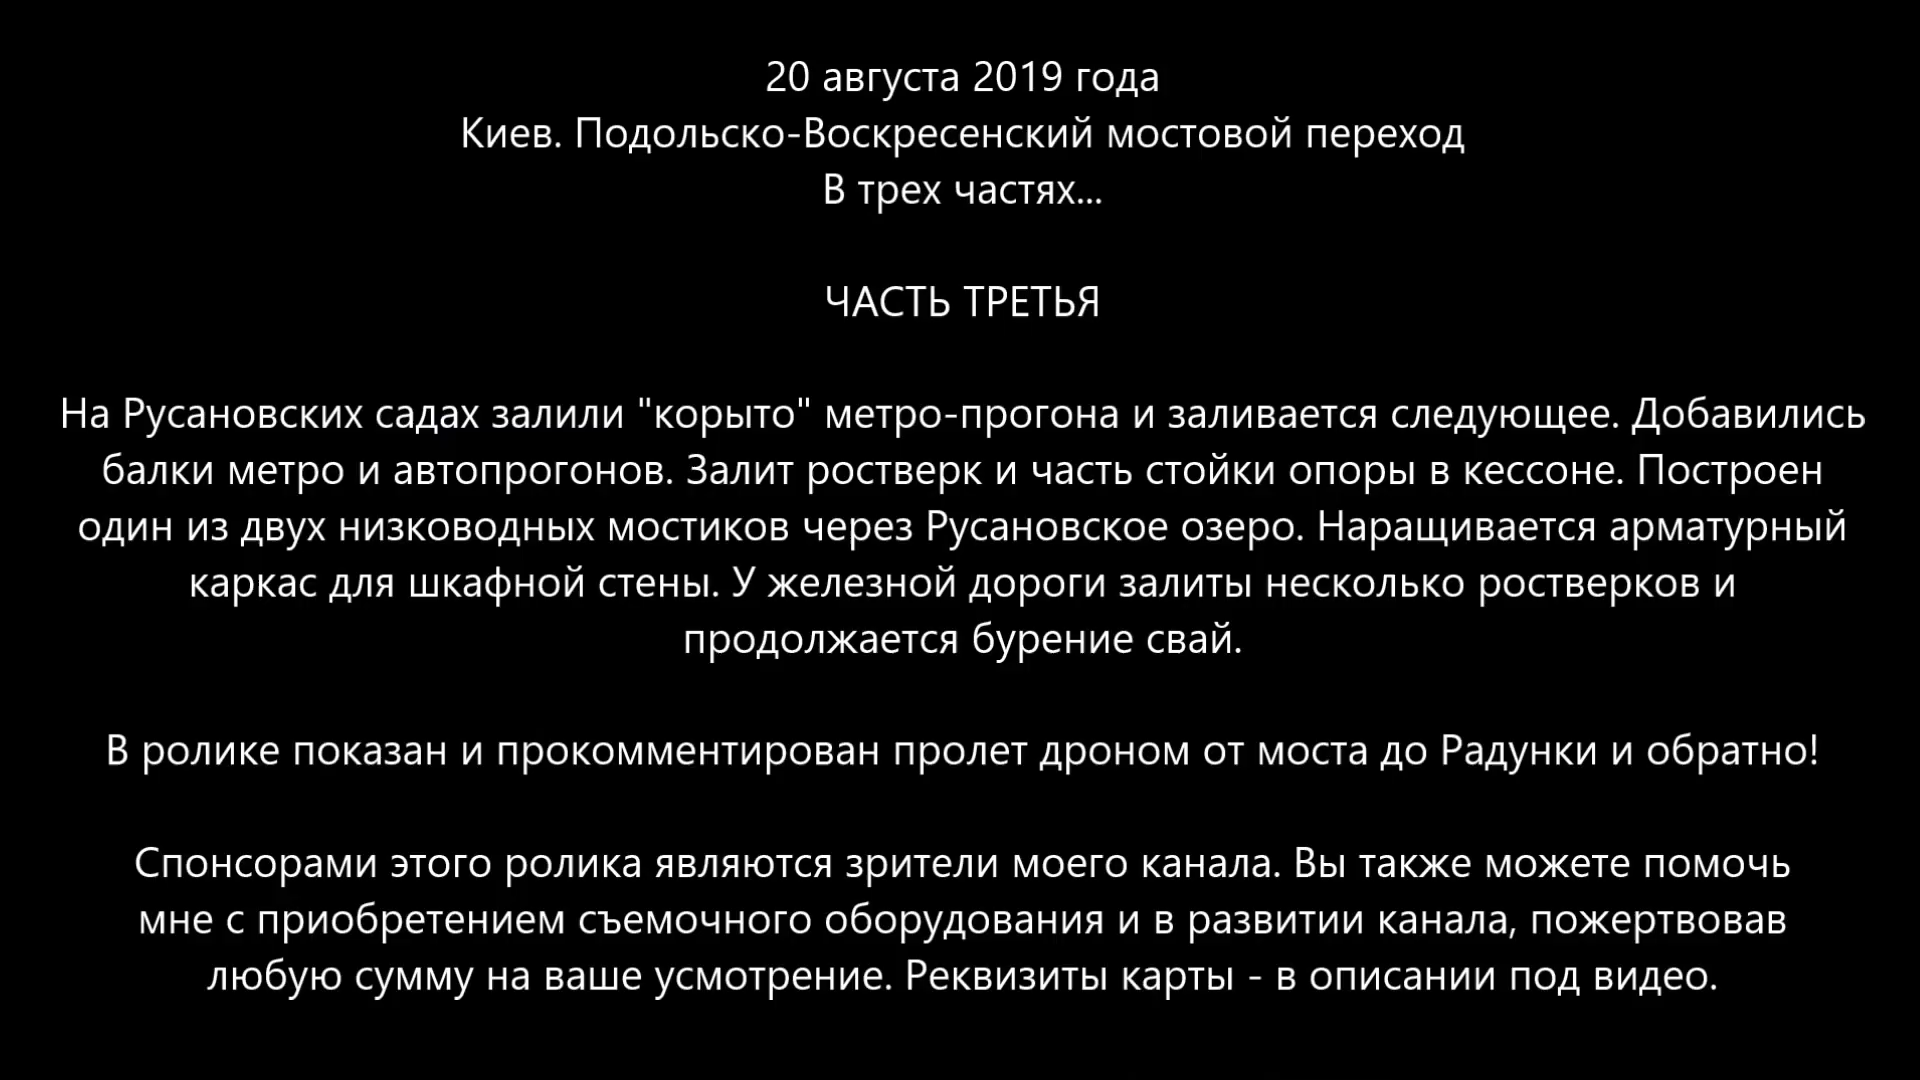 20 августа 2019 года
Киев. Подольско-Воскресенский мостовой переход
В трех частях...
ЧАСТЬ ТРЕТЬЯ
На Русановских садах залили "корыто" метро-прогона и заливается следующее. Добавились
балки метро и автопрогонов. Залит ростверк и часть стойки опоры в кессоне. Построен
один из двух низководных мостиков через Русановское озеро. Наращивается арматурный
каркас для шкафной стены. У железной дороги залиты несколько ростверков и
продолжается бурение свай.
В ролике показан и прокомментирован пролет дроном от моста до Радунки и обратно!
Спонсорами этого ролика являются зрители моего канала. Вы также можете помочь
мне с приобретением съемочного оборудования и в развитии канала, пожертвовав
любую сумму на ваше усмотрение. Реквизиты карты - в описании под видео.